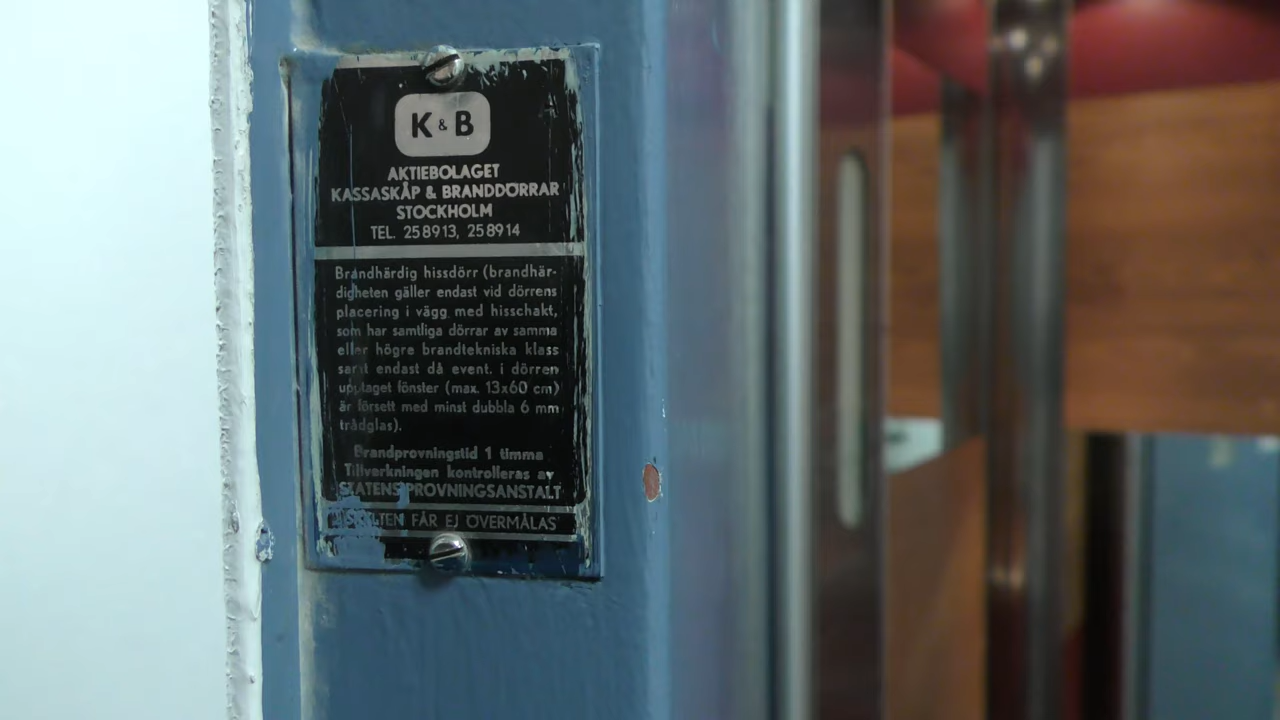 K & B
AKTIEBOLAGET
KASSASKÅP & BRANDDÖRRAR
STOCKHOLM
TEL. 258913, 258914
Brandhärdig hissdörr (brandhär-
digheten gäller endast vid dörrens
placering i vägg med hisschakt,
som har samtliga dörrar av samma
eller högre brandtekniska klass
samt endast då event. i dörren
upptaget fönster (max. 13x60 cm)
är försett med minst dubbla 6 mm
trådglas).
Brandprovningstid 1 timma
Tillverkningen kontrolleras av
STATENS PROVNINGSANSTALT
SKYLTEN FÅR EJ ÖVERMÅLAS